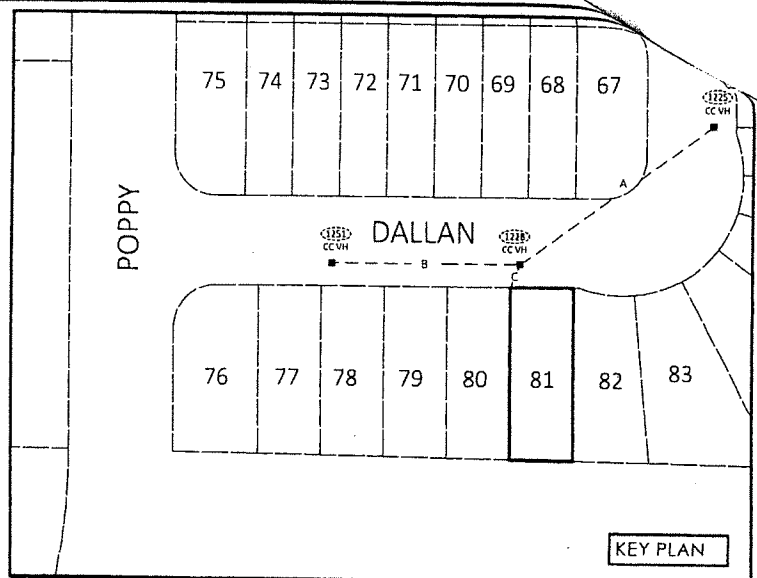 75 74 73 72 71 70 69 68 67
1225
CC VH
A
POPPY
DALLAN
1251
CC VH
1228
CC VH
B
C
76 77 78 79 80 81 82 83
KEY PLAN